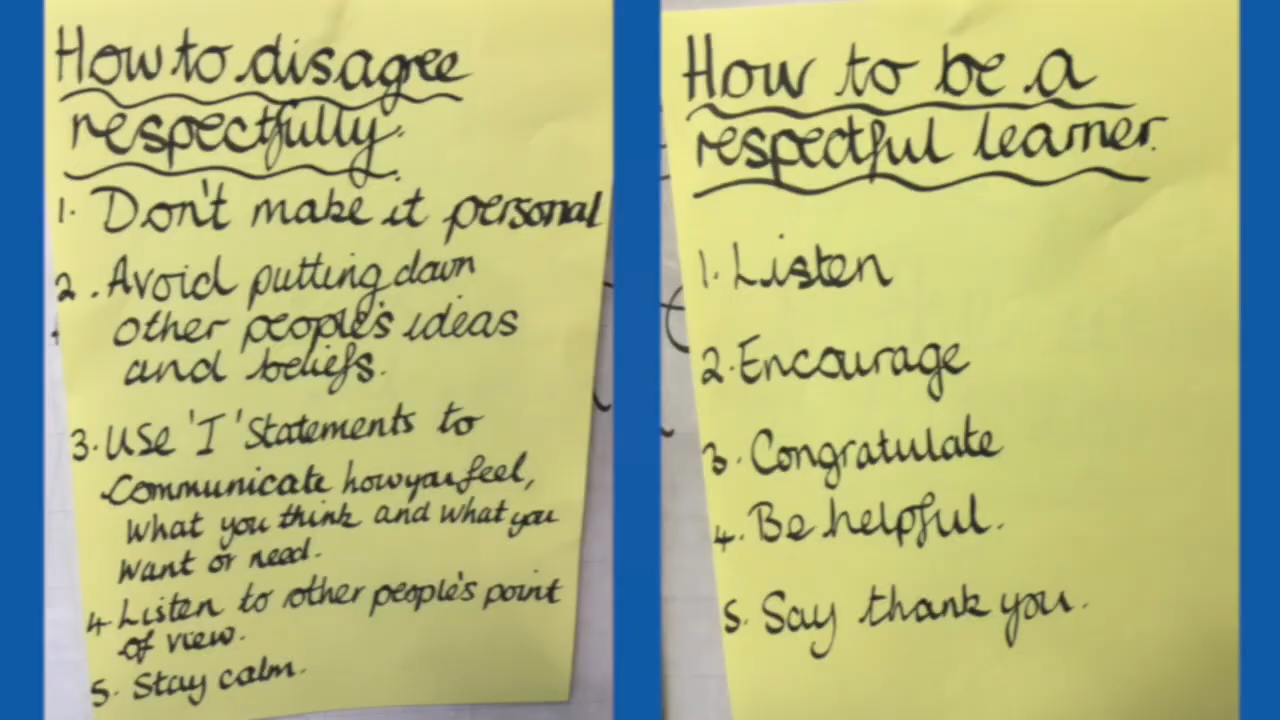 How to disagree
respectfully.
1. Don't make it personal
2. Avoid putting down
other people's ideas
and beliefs.
3. Use 'I' Statements to
Communicate how you feel,
What you think and what you
want or need.
4. Listen to other people's point
of view.
5. Stay calm.
How to be a
respectful learner.
1. Listen
2. Encourage
3. Congratulate
4. Be helpful.
5. Say thank you.